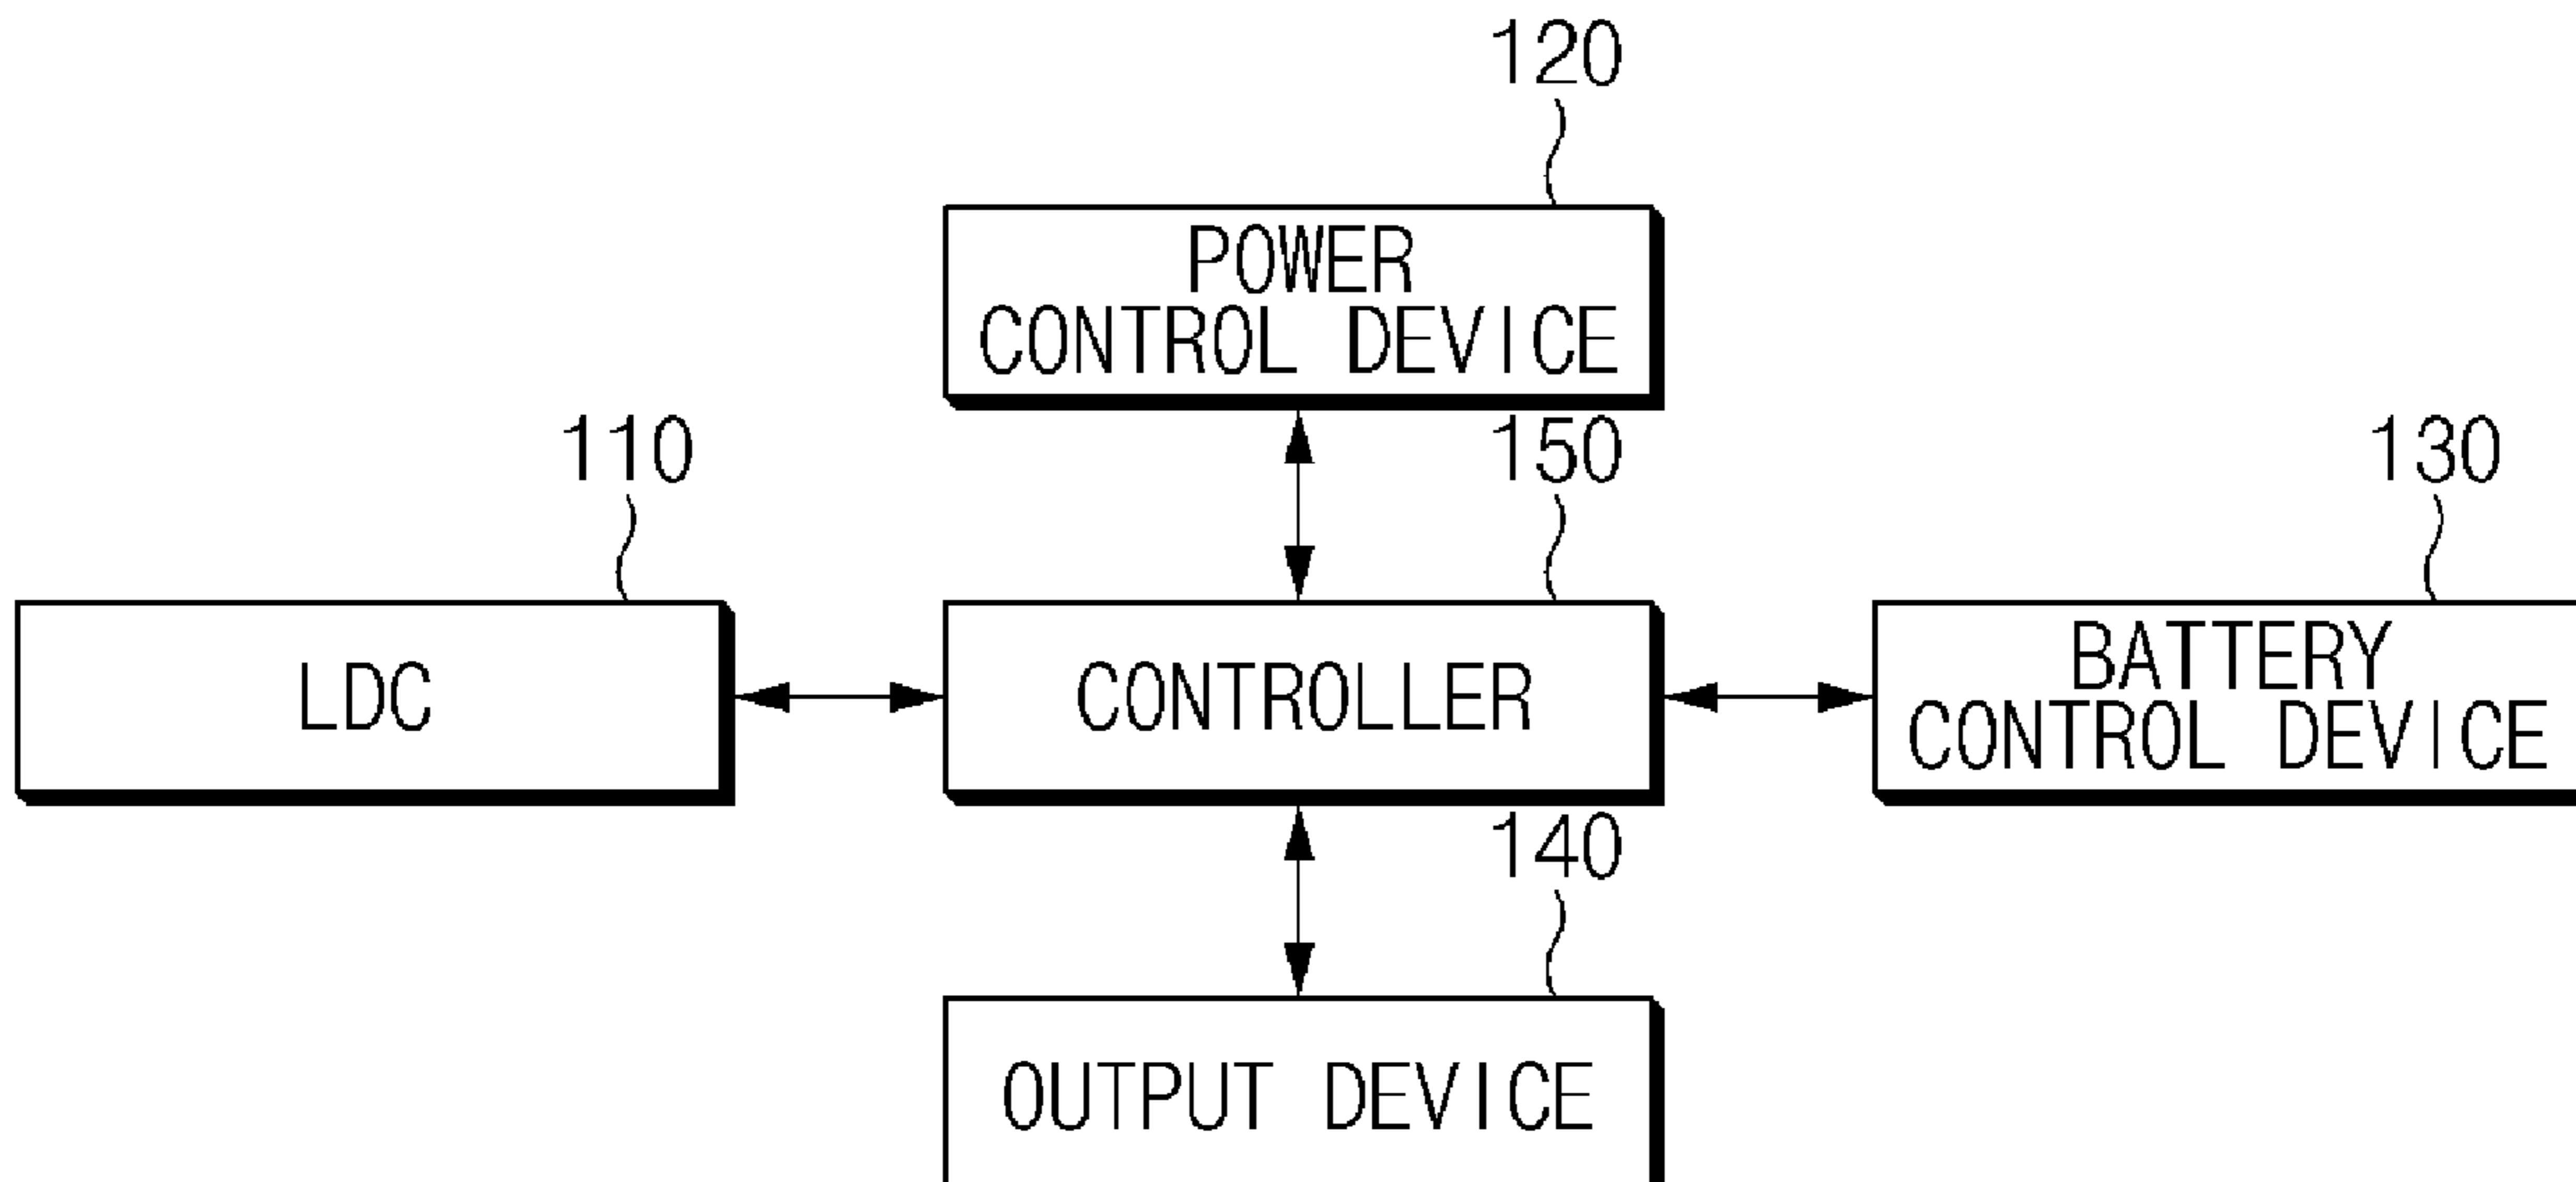 120
POWER
CONTROL DEVICE
110
150
130
LDC
CONTROLLER
BATTERY
CONTROL DEVICE
140
OUTPUT DEVICE